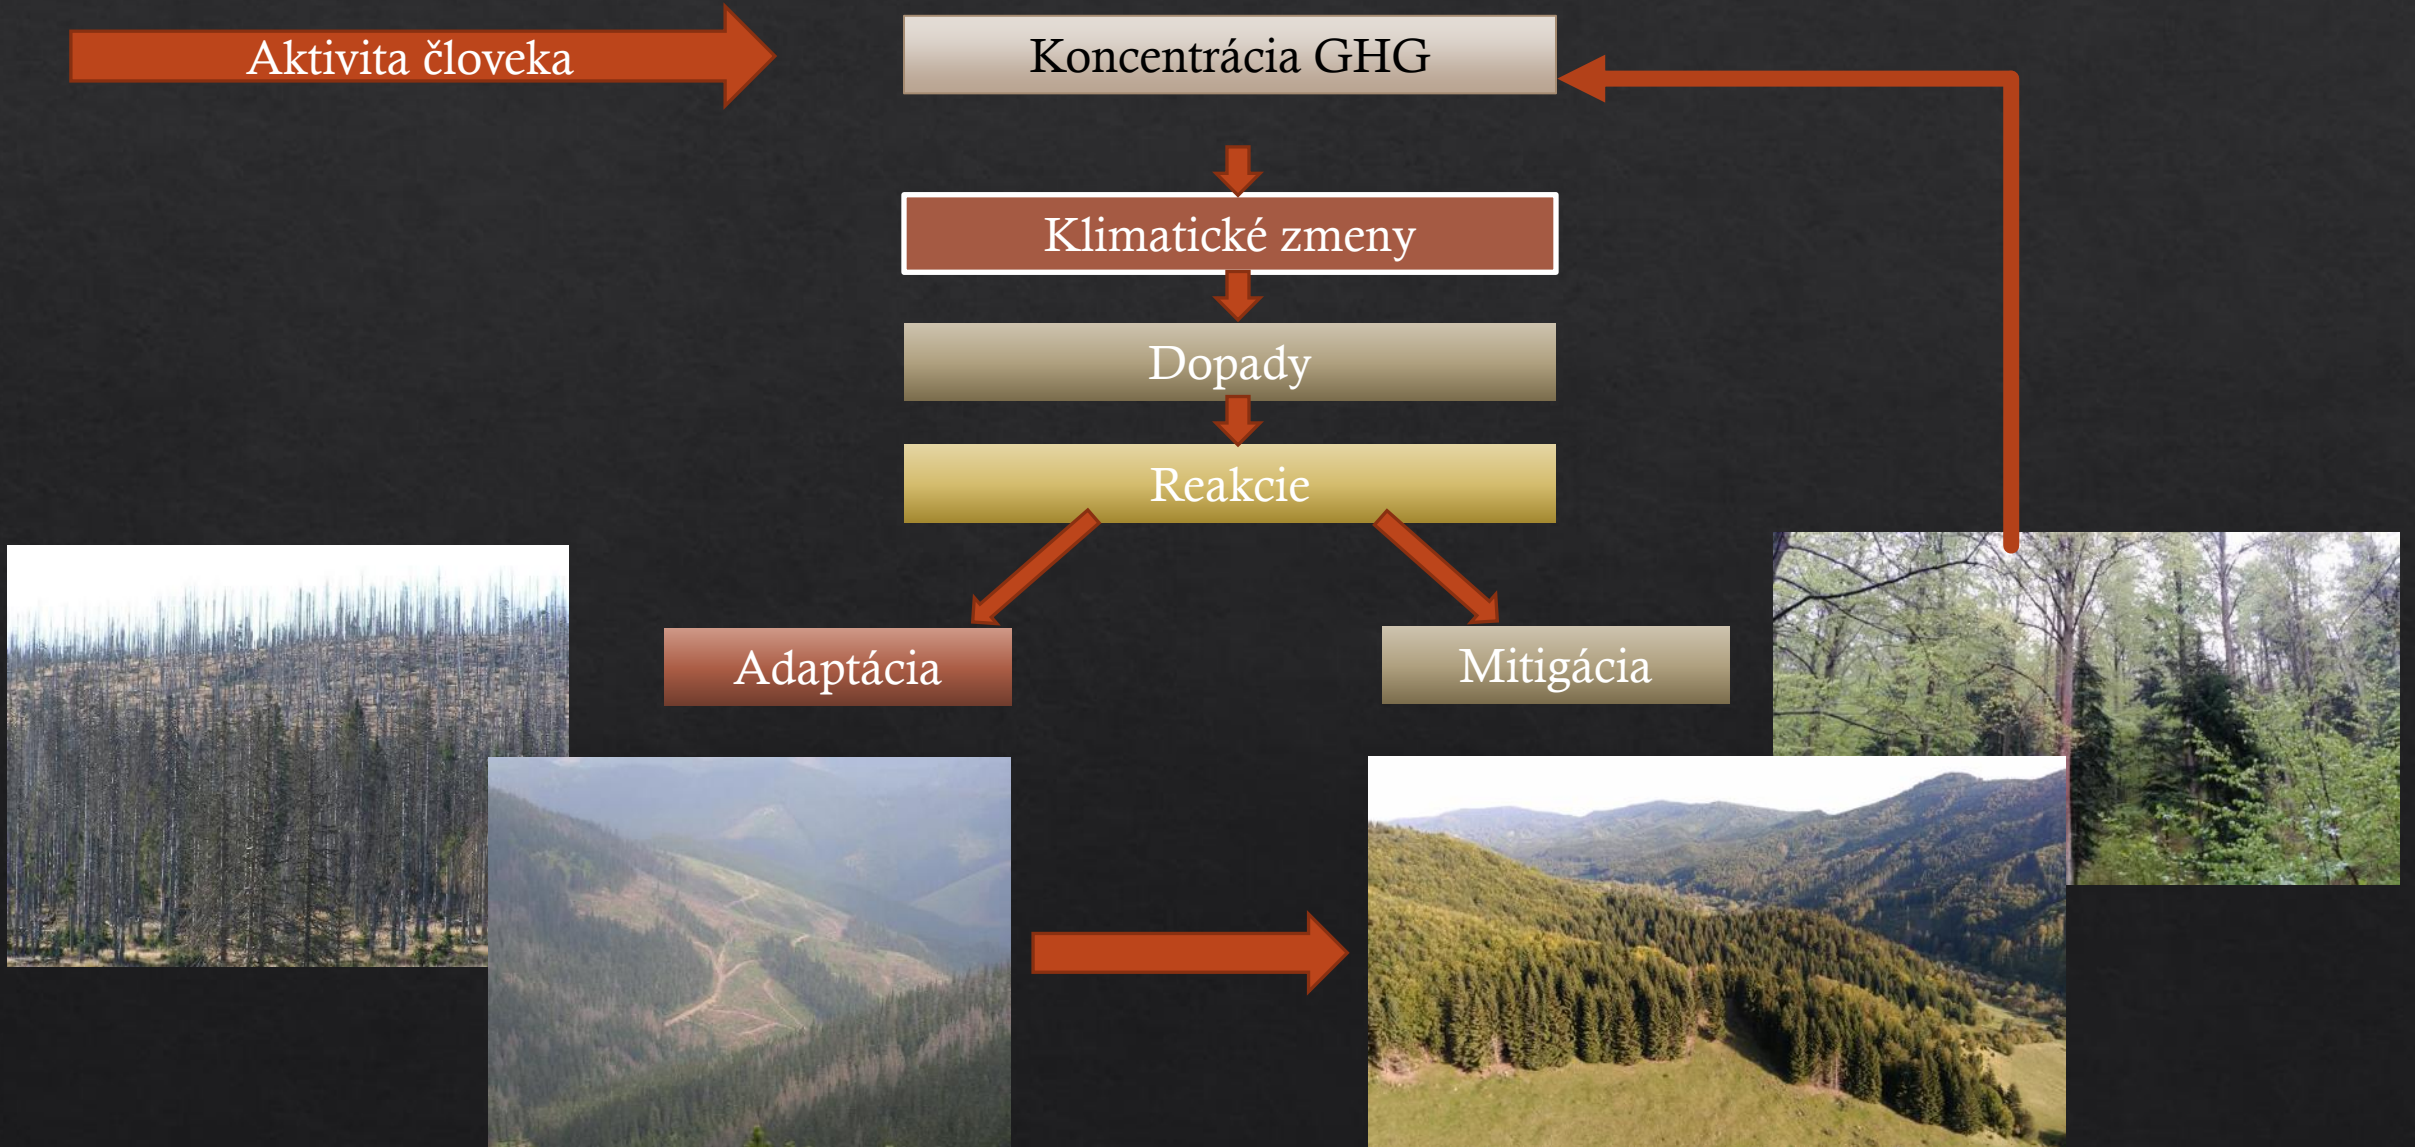 Aktivita človeka
Koncentrácia GHG
Klimatické zmeny
Dopady
Reakcie
Adaptácia
Mitigácia